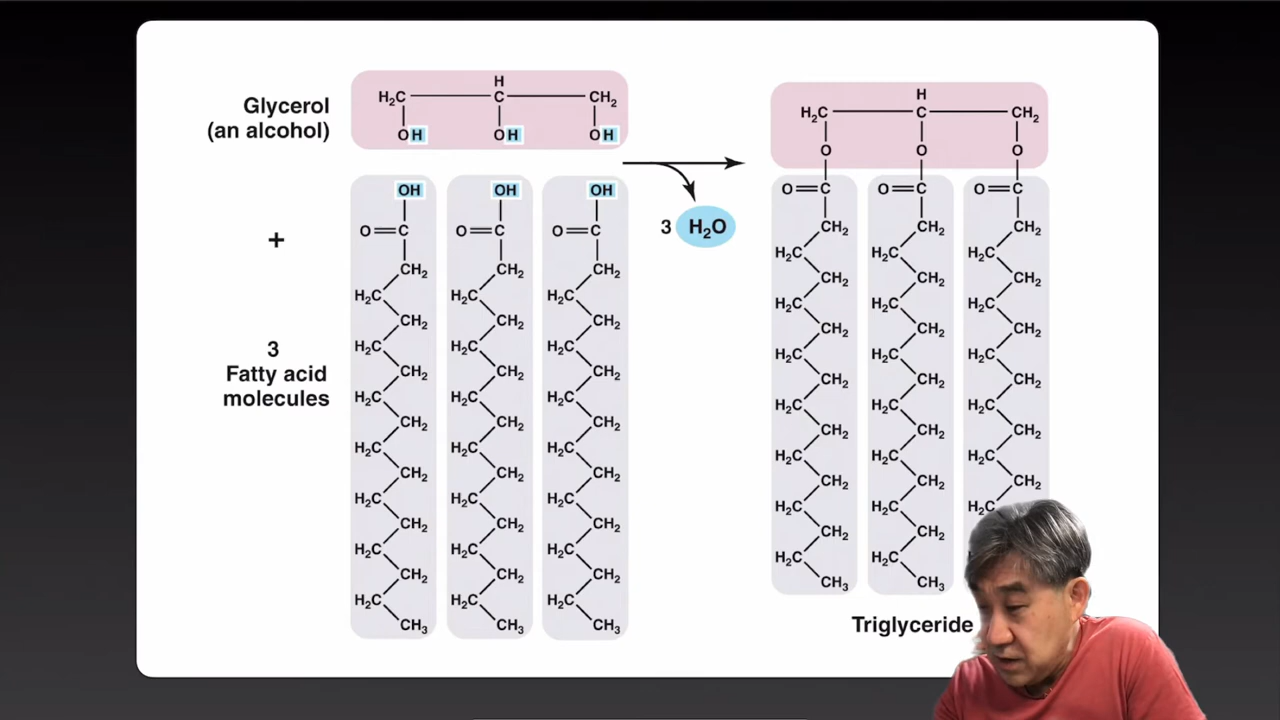 Glycerol
(an alcohol)
H
H₂C C CH₂
OH OH OH
+
3
Fatty acid
molecules
OH OH OH
O=C O=C O=C
CH₂ CH₂ CH₂
H₂C H₂C H₂C
CH₂ CH₂ CH₂
H₂C H₂C H₂C
CH₂ CH₂ CH₂
H₂C H₂C H₂C
CH₂ CH₂ CH₂
H₂C H₂C H₂C
CH₂ CH₂ CH₂
H₂C H₂C H₂C
CH₂ CH₂ CH₂
H₂C H₂C H₂C
CH₂ CH₂ CH₂
H₂C H₂C H₂C
CH₃ CH₃ CH₃
3 H₂O
H
H₂C C CH₂
O O O
O=C O=C O=C
CH₂ CH₂ CH₂
H₂C H₂C H₂C
CH₂ CH₂ CH₂
H₂C H₂C H₂C
CH₂ CH₂ CH₂
H₂C H₂C H₂C
CH₂ CH₂ CH₂
H₂C H₂C H₂C
CH₂ CH₂ CH₂
H₂C H₂C H₂C
CH₂ CH₂ CH₂
H₂C H₂C H₂C
CH₂ CH₂
H₂C H₂C
CH₃ CH₃
Triglyceride